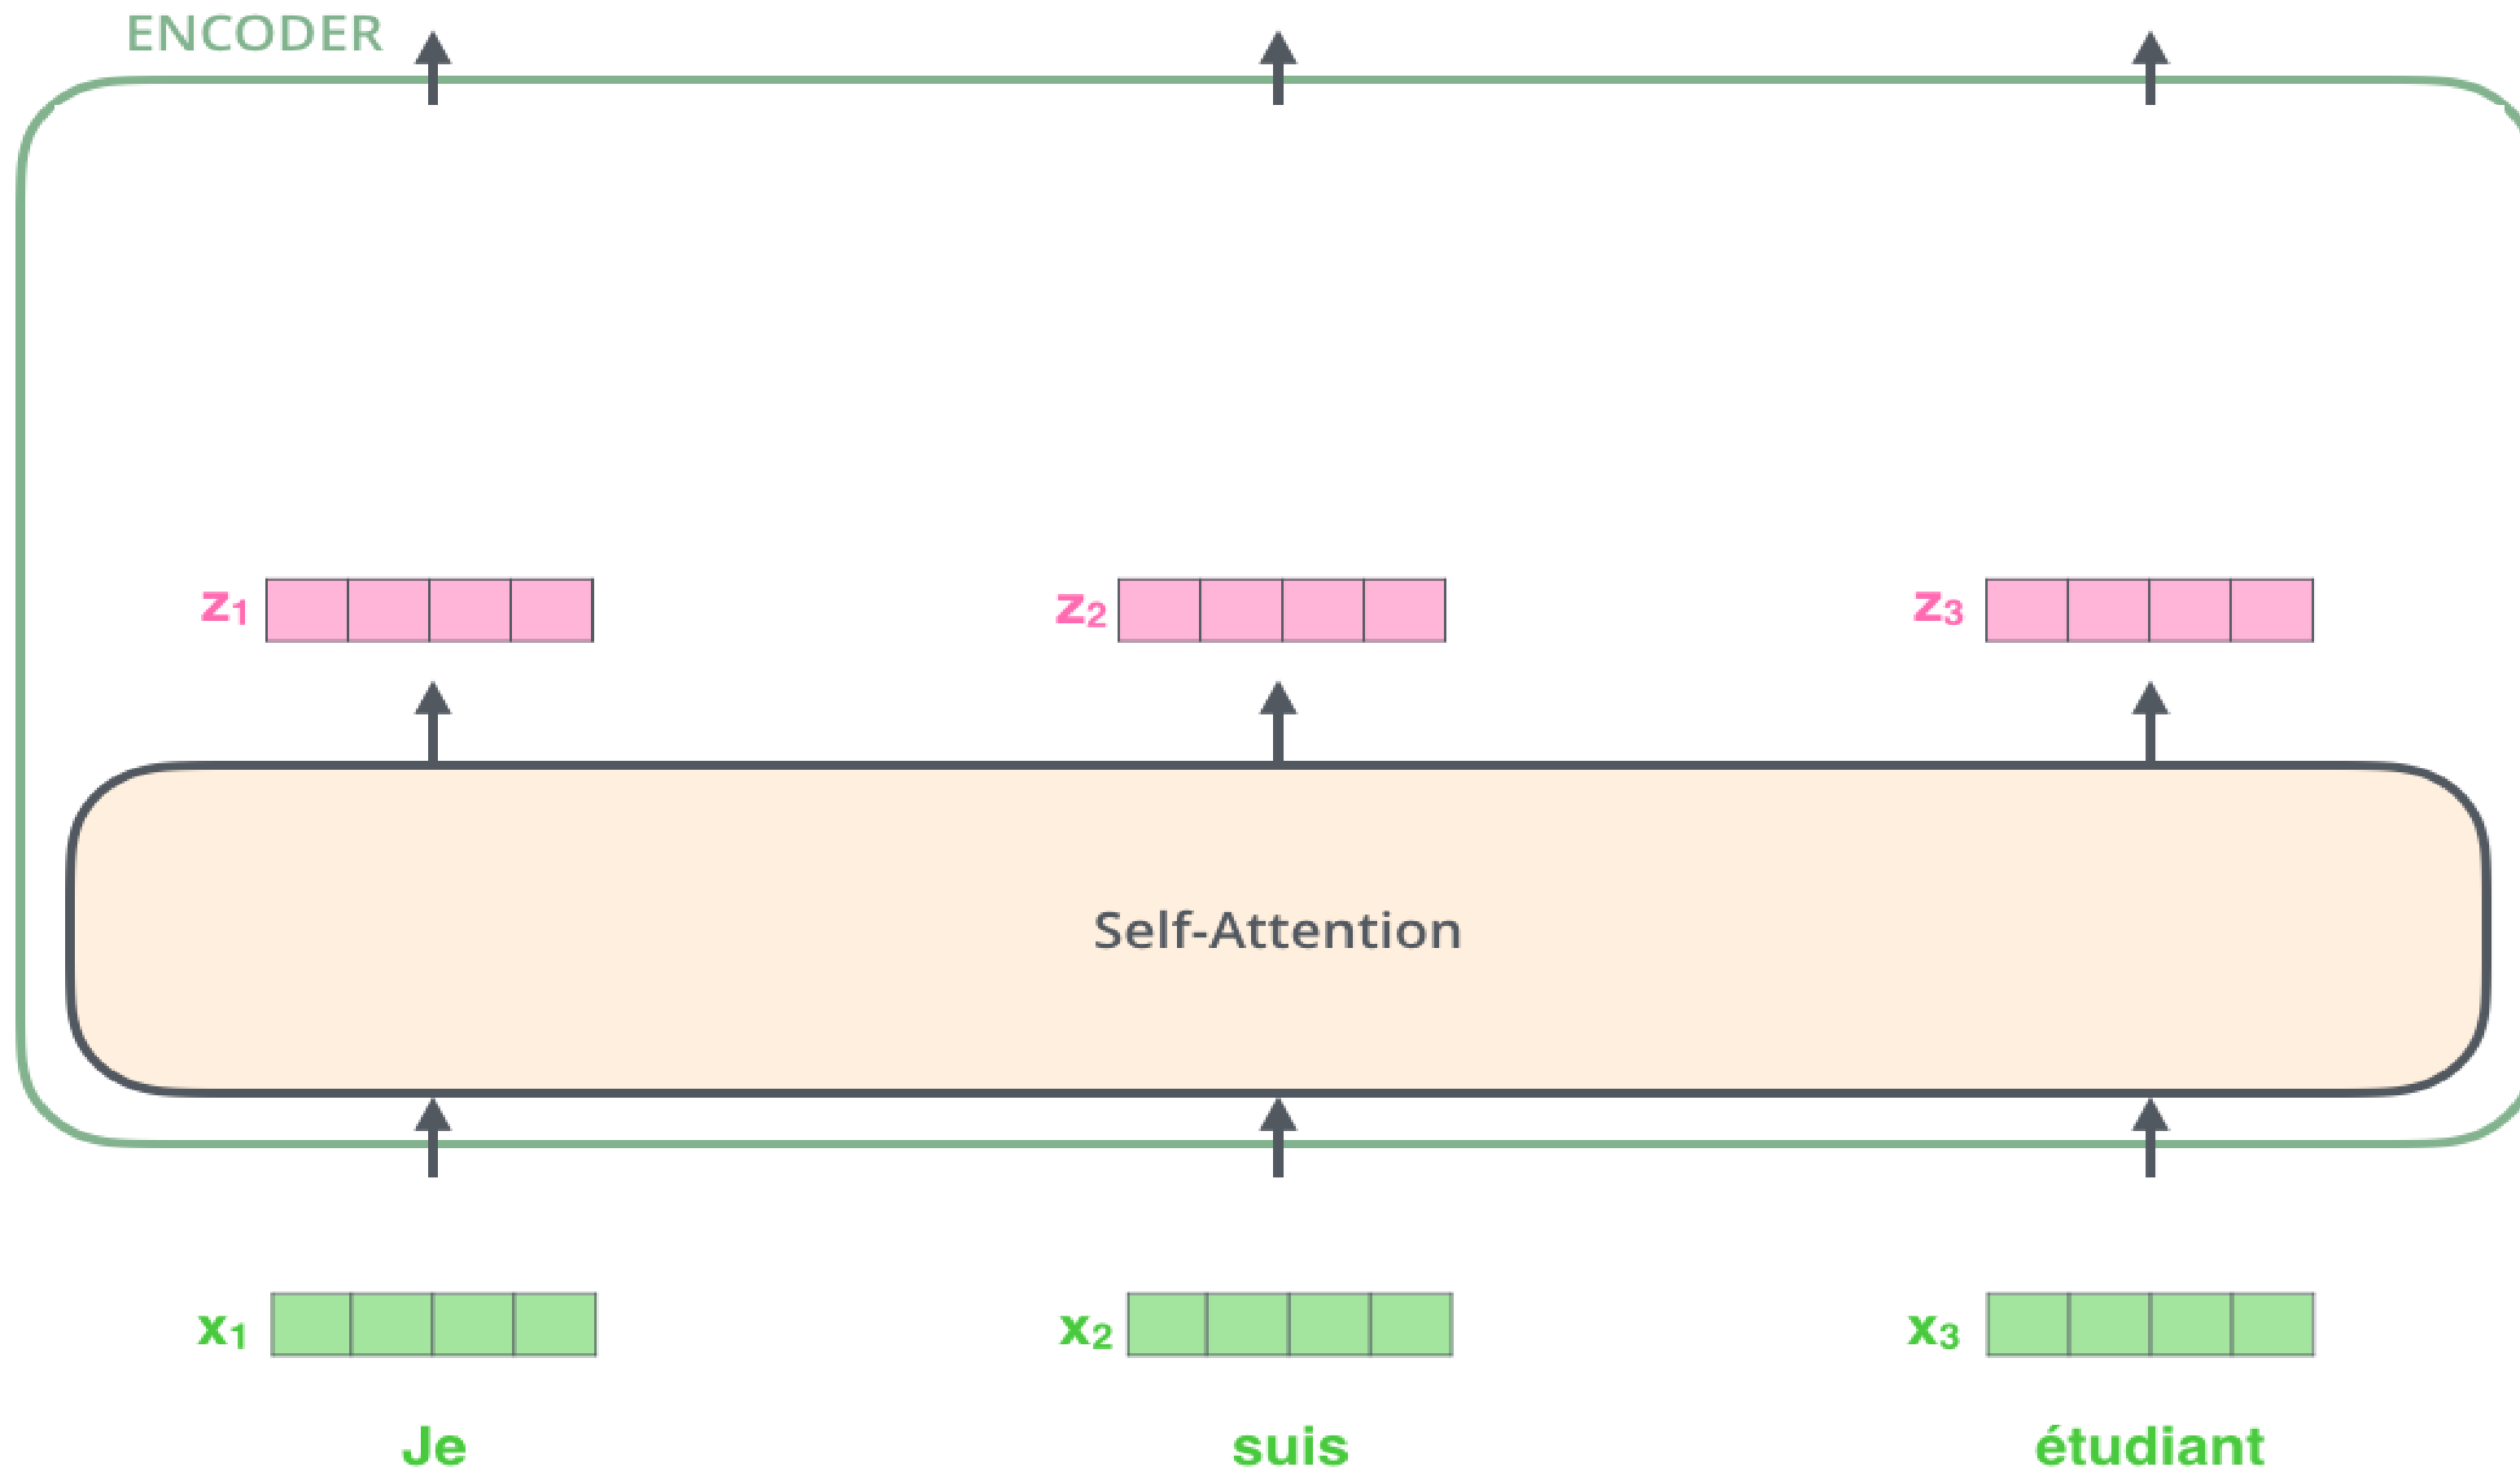 ENCODER
z₁ z₂ z₃
Self-Attention
x₁ x₂ x₃
Je suis étudiant